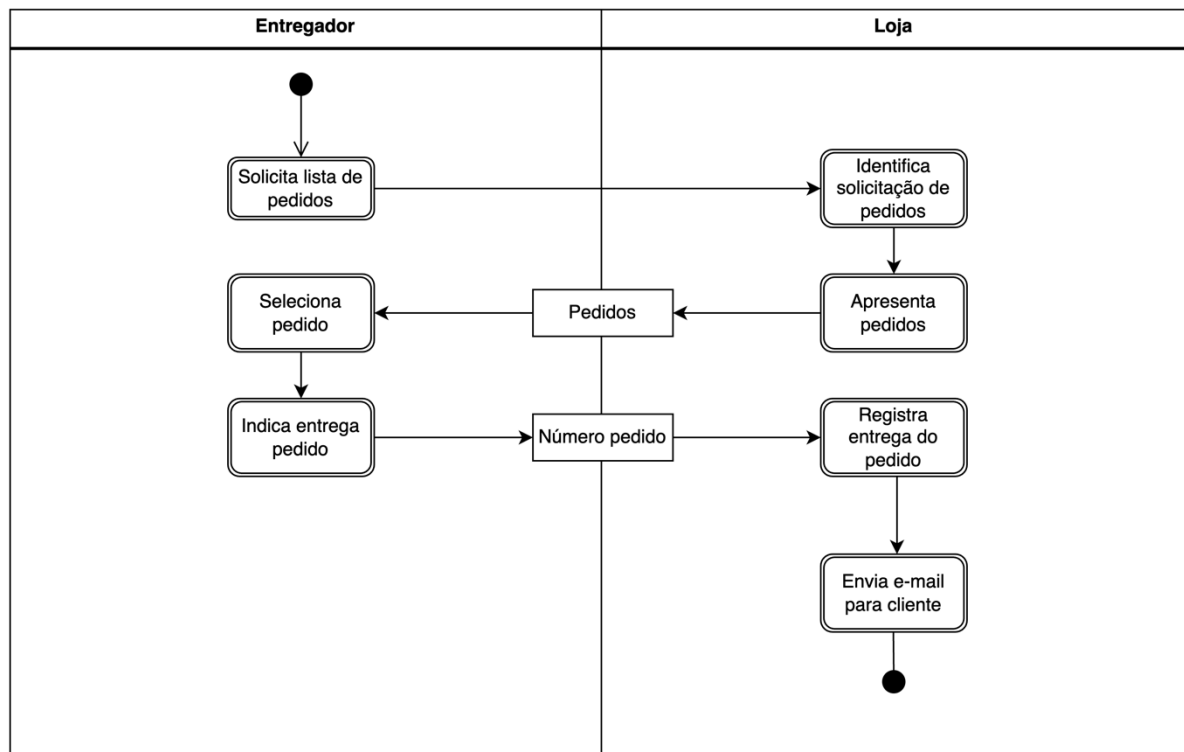 Entregador
Loja
Solicita lista de
pedidos
Identifica
solicitação de
pedidos
Seleciona
pedido
Pedidos
Apresenta
pedidos
Indica entrega
pedido
Número pedido
Registra
entrega do
pedido
Envia e-mail
para cliente